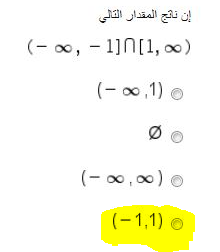 إن ناتج المقدار التالي
(− ∞, − 1]∩[1, ∞)
(− ∞ ,1)
Ø
(− ∞ , ∞)
(− 1,1)